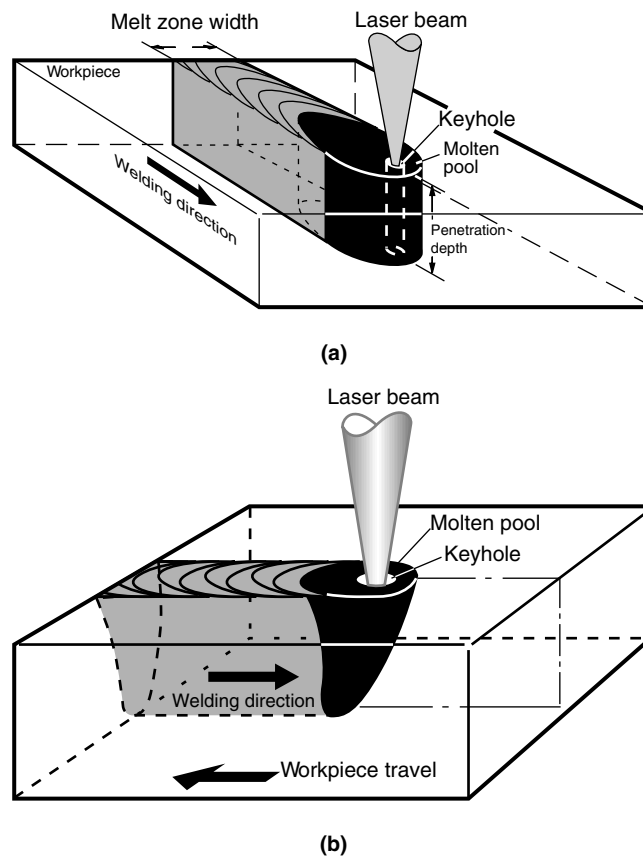 Laser beam
Melt zone width
Workpiece
Keyhole
Molten
pool
Welding
direction
Penetration
depth
(a)
Laser beam
Molten pool
Keyhole
Welding direction
Workpiece travel
(b)